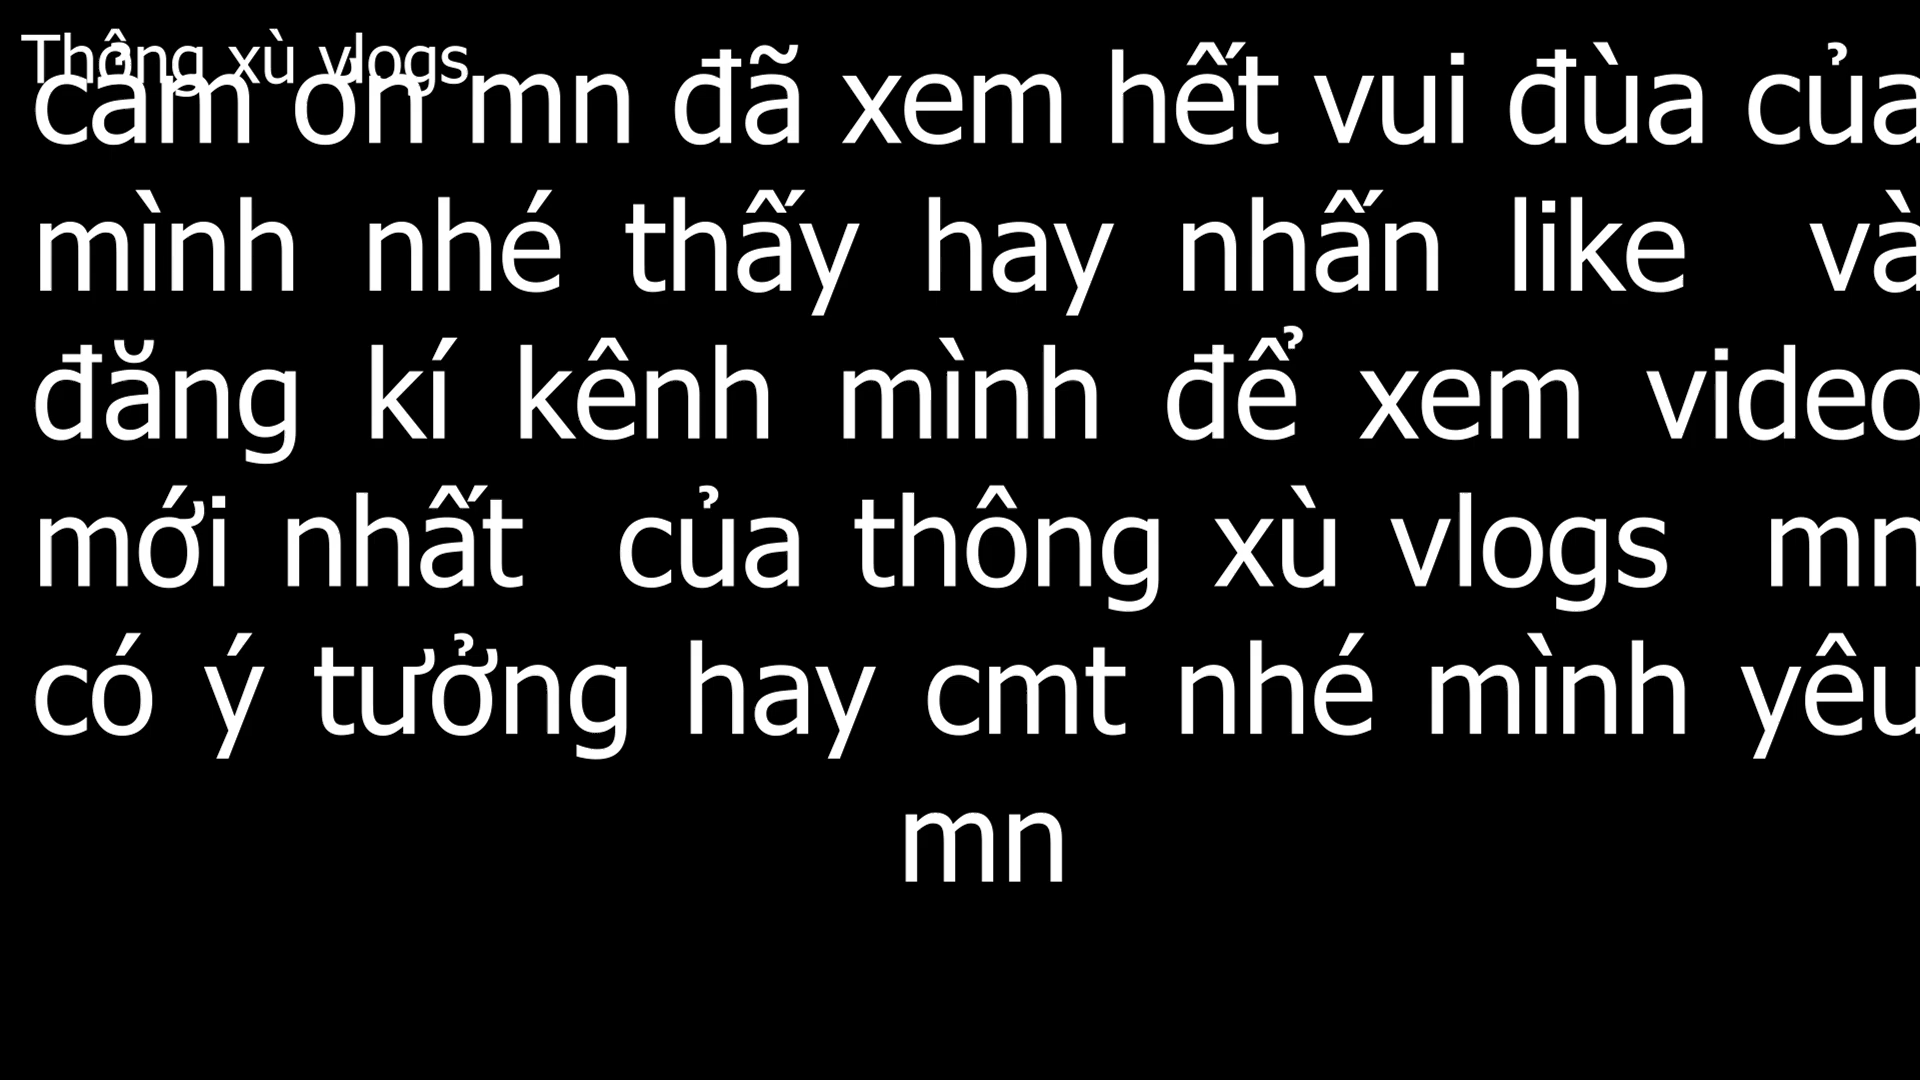 Thông xù vlogs
cảm ơn mn đã xem hết vui đùa của
mình nhé thấy hay nhấn like và
đăng kí kênh mình để xem video
mới nhất của thông xù vlogs mn
có ý tưởng hay cmt nhé mình yêu
mn